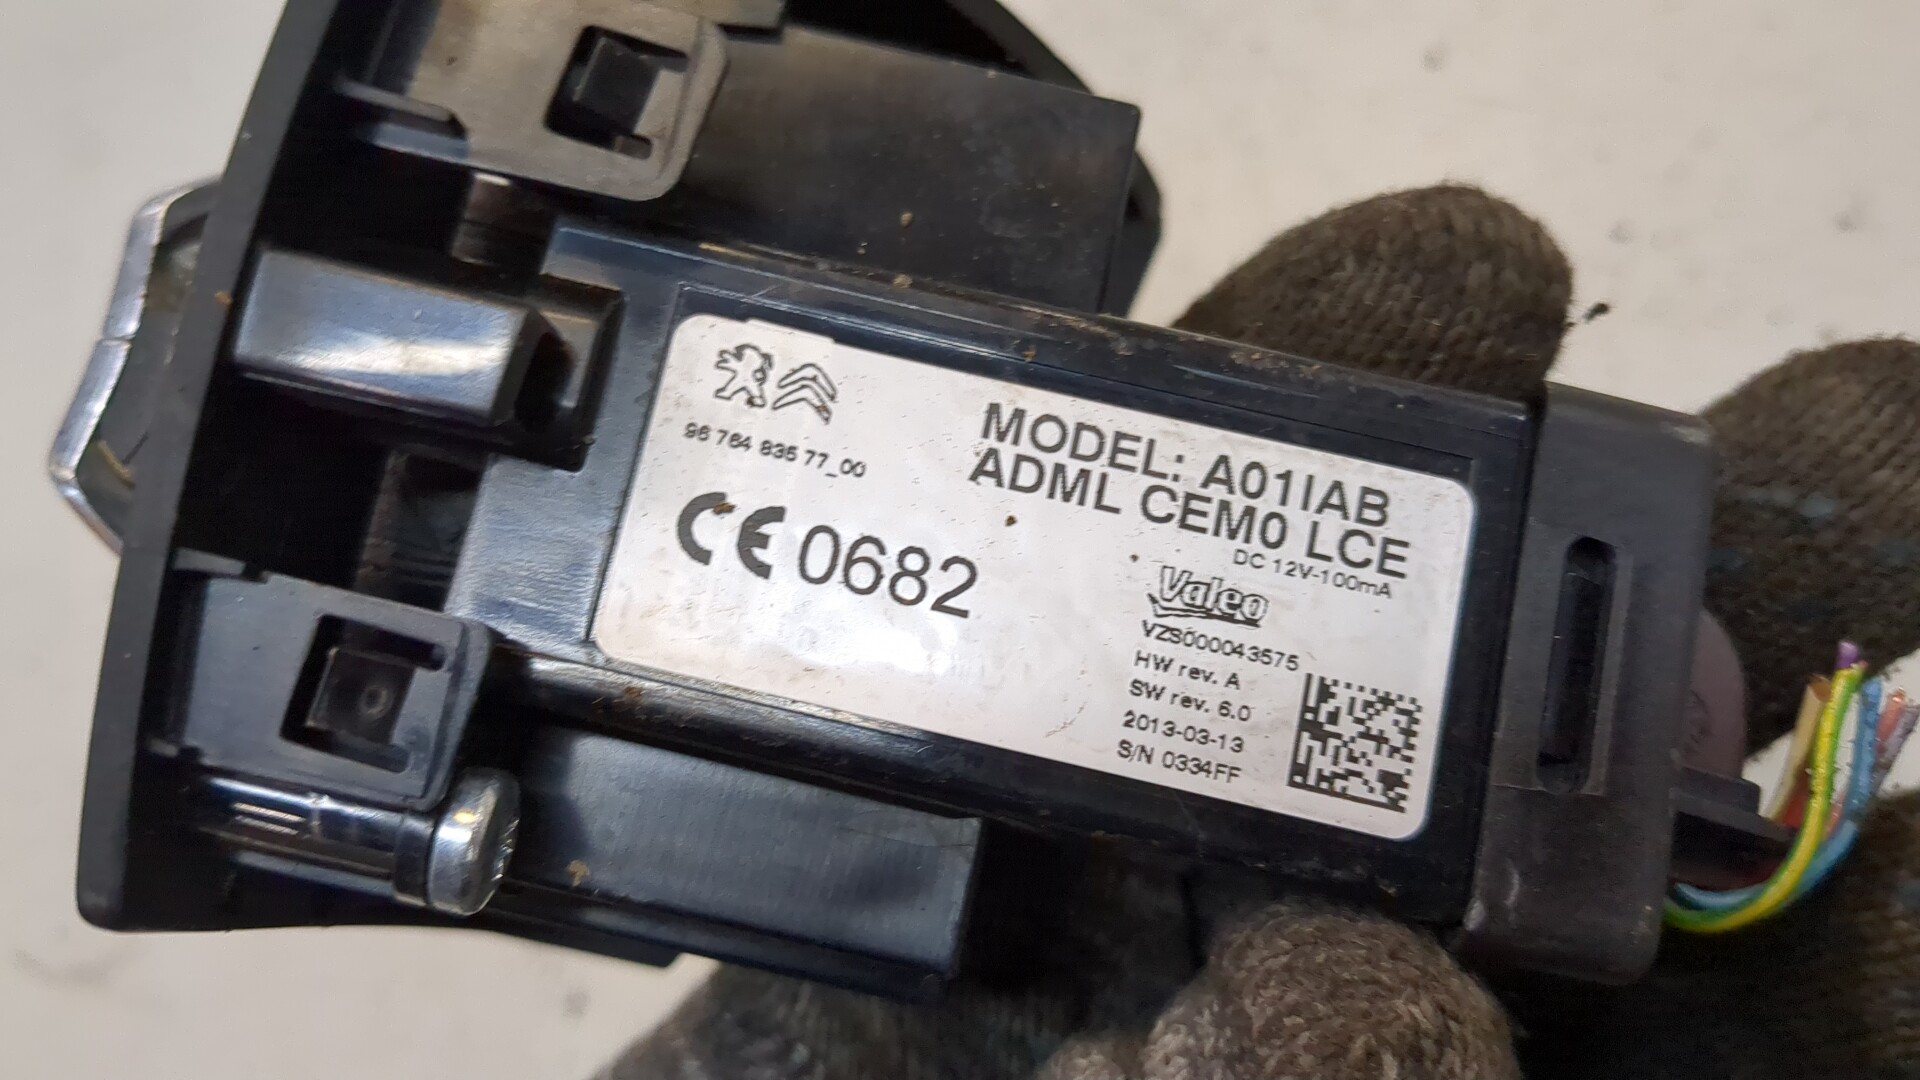 96 764 835 77_00
MODEL: A01IAB
ADML CEM0 LCE
DC 12V-100mA
CE 0682
Valeo
VZS000043575
HW rev. A
SW rev. 6.0
2013-03-13
S/N 0334FF